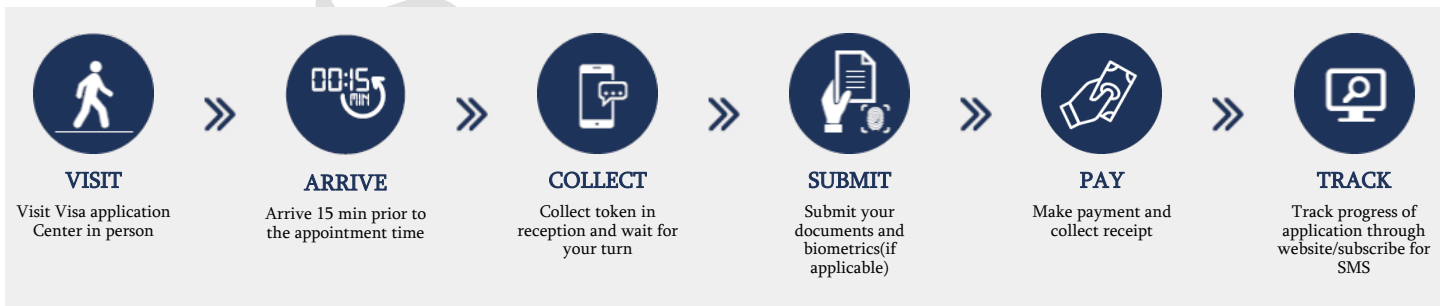 00:15
MIN
VISIT
Visit Visa application
Center in person
ARRIVE
Arrive 15 min prior to
the appointment time
COLLECT
Collect token in
reception and wait for
your turn
SUBMIT
Submit your
documents and
biometrics(if
applicable)
PAY
Make payment and
collect receipt
TRACK
Track progress of
application through
website/subscribe for
SMS